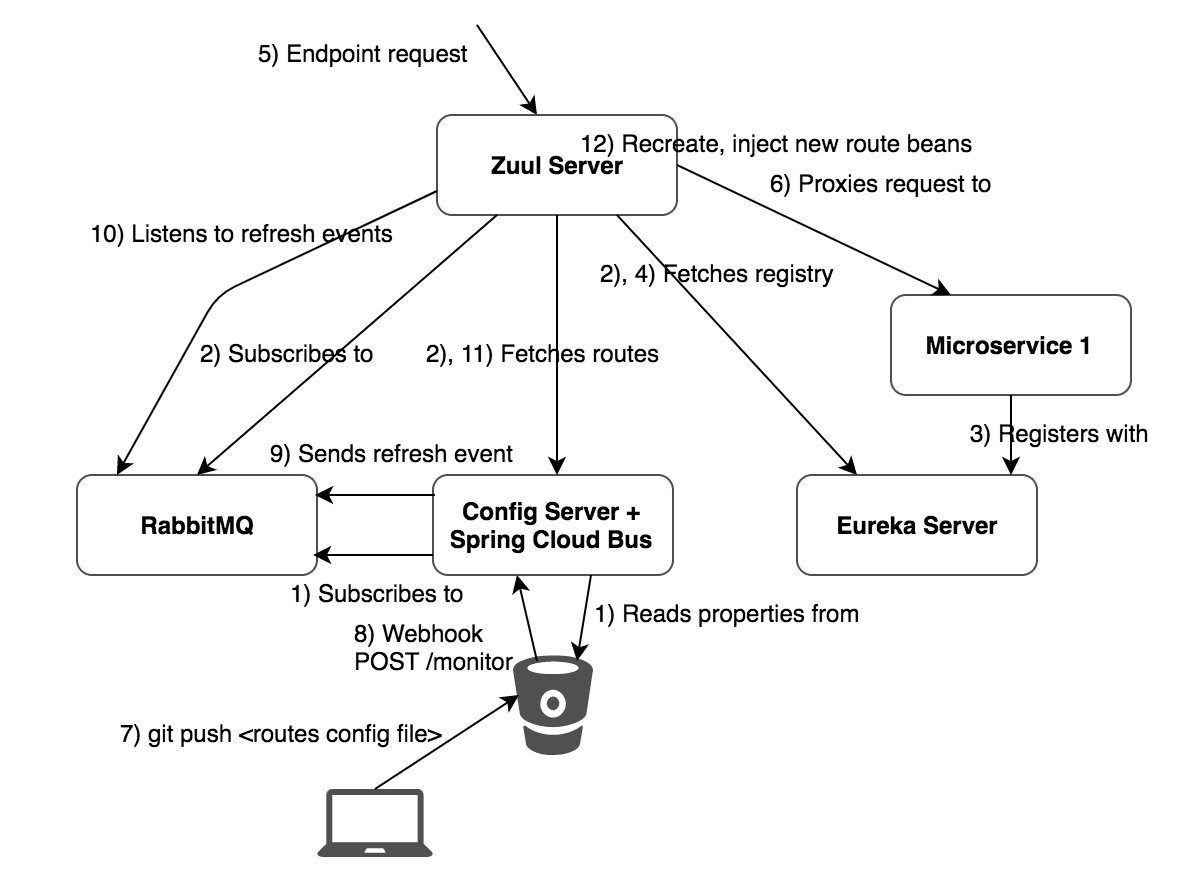 5) Endpoint request
12) Recreate, inject new route beans
Zuul Server
6) Proxies request to
10) Listens to refresh events
2), 4) Fetches registry
2) Subscribes to
2), 11) Fetches routes
Microservice 1
3) Registers with
9) Sends refresh event
RabbitMQ
Config Server +
Spring Cloud Bus
Eureka Server
1) Subscribes to
1) Reads properties from
8) Webhook
POST /monitor
7) git push <routes config file>